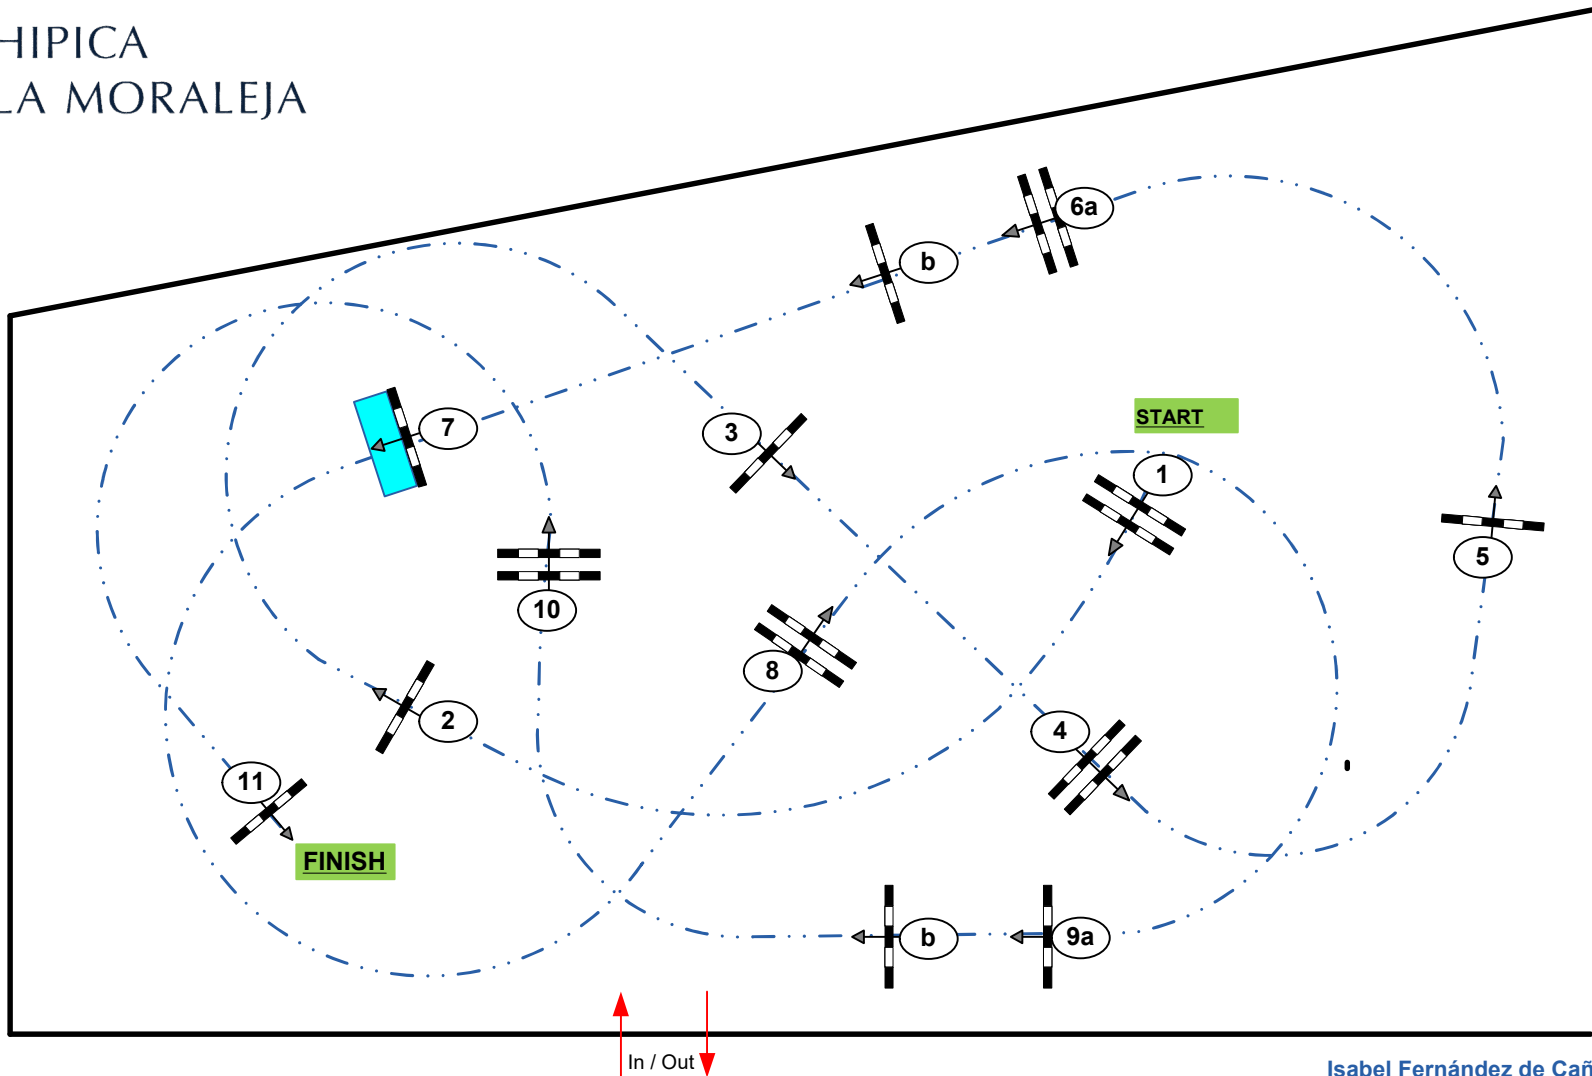 HIPICA
LA MORALEJA
6a
b
7
3
START
1
5
10
8
2
4
11
FINISH
b
9a
In / Out
Isabel Fernández de Cañ